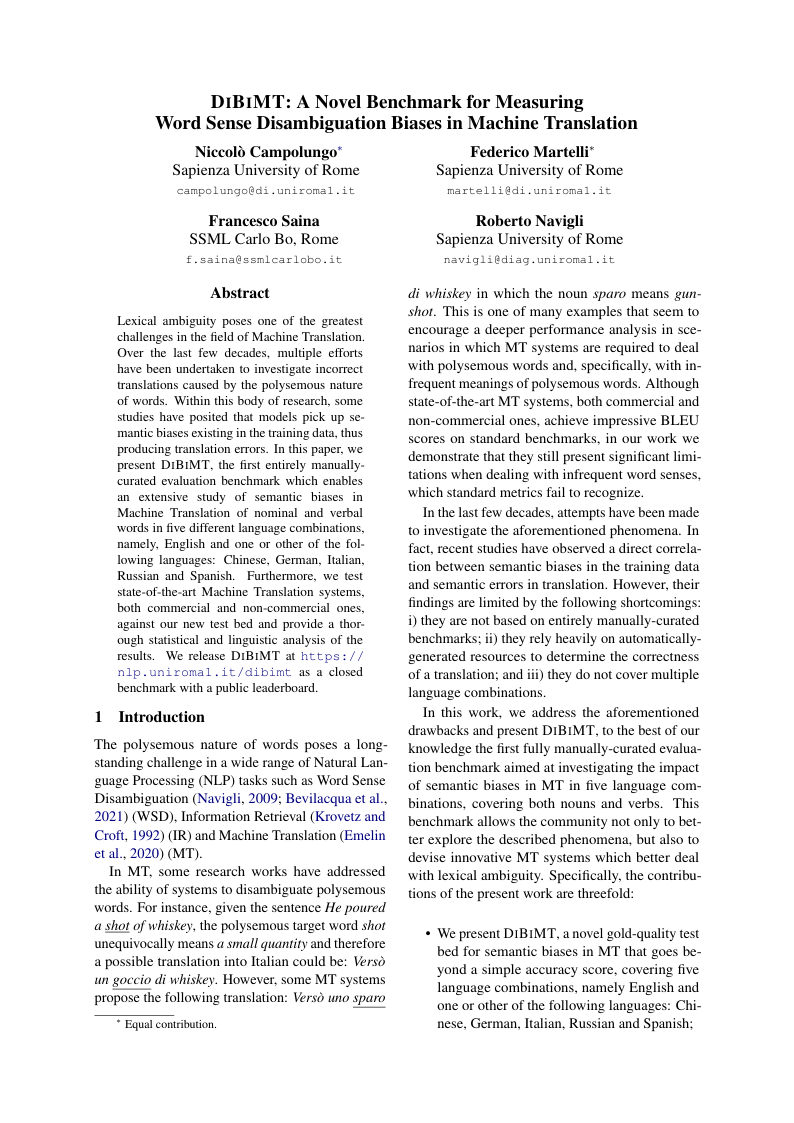 DIBIMT: A Novel Benchmark for Measuring
Word Sense Disambiguation Biases in Machine Translation
Niccolò Campolungo*
Sapienza University of Rome
campolungo@di.uniroma1.it
Federico Martelli*
Sapienza University of Rome
martelli@di.uniroma1.it
Francesco Saina
SSML Carlo Bo, Rome
f.saina@ssmlcarlobo.it
Roberto Navigli
Sapienza University of Rome
navigli@diag.uniroma1.it
Abstract
Lexical ambiguity poses one of the greatest
challenges in the field of Machine Translation.
Over the last few decades, multiple efforts
have been undertaken to investigate incorrect
translations caused by the polysemous nature
of words. Within this body of research, some
studies have posited that models pick up se-
mantic biases existing in the training data, thus
producing translation errors. In this paper, we
present DIBIMT, the first entirely manually-
curated evaluation benchmark which enables
an extensive study of semantic biases in
Machine Translation of nominal and verbal
words in five different language combinations,
namely, English and one or other of the fol-
lowing languages: Chinese, German, Italian,
Russian and Spanish. Furthermore, we test
state-of-the-art Machine Translation systems,
both commercial and non-commercial ones,
against our new test bed and provide a thor-
ough statistical and linguistic analysis of the
results. We release DIBIMT at https://
nlp.uniroma1.it/dibimt as a closed
benchmark with a public leaderboard.
1 Introduction
The polysemous nature of words poses a long-
standing challenge in a wide range of Natural Lan-
guage Processing (NLP) tasks such as Word Sense
Disambiguation (Navigli, 2009; Bevilacqua et al.,
2021) (WSD), Information Retrieval (Krovetz and
Croft, 1992) (IR) and Machine Translation (Emelin
et al., 2020) (MT).
In MT, some research works have addressed
the ability of systems to disambiguate polysemous
words. For instance, given the sentence He poured
a shot of whiskey, the polysemous target word shot
unequivocally means a small quantity and therefore
a possible translation into Italian could be: Versò
un goccio di whiskey. However, some MT systems
propose the following translation: Versò uno sparo
* Equal contribution.
di whiskey in which the noun sparo means gun-
shot. This is one of many examples that seem to
encourage a deeper performance analysis in sce-
narios in which MT systems are required to deal
with polysemous words and, specifically, with in-
frequent meanings of polysemous words. Although
state-of-the-art MT systems, both commercial and
non-commercial ones, achieve impressive BLEU
scores on standard benchmarks, in our work we
demonstrate that they still present significant limi-
tations when dealing with infrequent word senses,
which standard metrics fail to recognize.
In the last few decades, attempts have been made
to investigate the aforementioned phenomena. In
fact, recent studies have observed a direct correla-
tion between semantic biases in the training data
and semantic errors in translation. However, their
findings are limited by the following shortcomings:
i) they are not based on entirely manually-curated
benchmarks; ii) they rely heavily on automatically-
generated resources to determine the correctness
of a translation; and iii) they do not cover multiple
language combinations.
In this work, we address the aforementioned
drawbacks and present DIBIMT, to the best of our
knowledge the first fully manually-curated evalua-
tion benchmark aimed at investigating the impact
of semantic biases in MT in five language com-
binations, covering both nouns and verbs. This
benchmark allows the community not only to bet-
ter explore the described phenomena, but also to
devise innovative MT systems which better deal
with lexical ambiguity. Specifically, the contribu-
tions of the present work are threefold:
• We present DIBIMT, a novel gold-quality test
bed for semantic biases in MT that goes be-
yond a simple accuracy score, covering five
language combinations, namely English and
one or other of the following languages: Chi-
nese, German, Italian, Russian and Spanish;